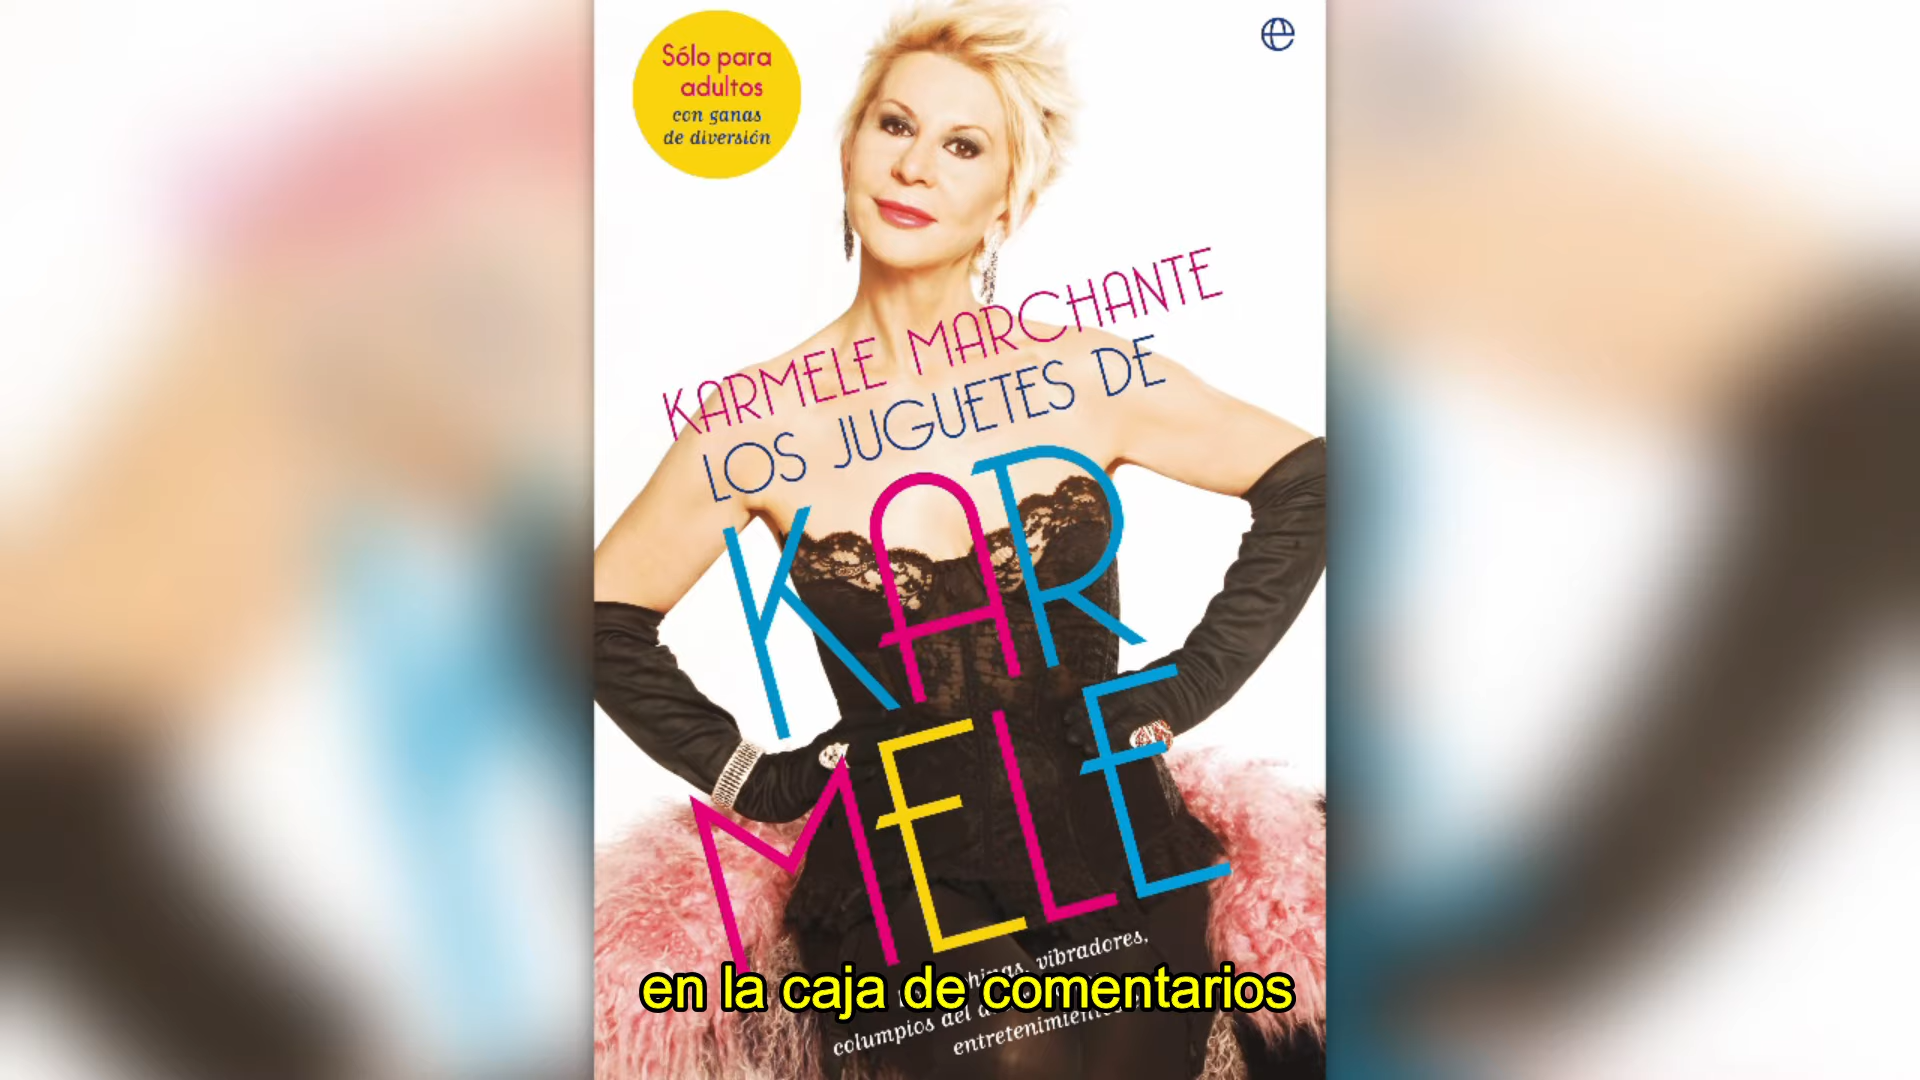 Sólo para
adultos
con ganas
de diversión
KARMELE MARCHANTE
LOS JUGUETES DE
KAR
MELE
vibradores,
en la caja de comentarios
columpios del